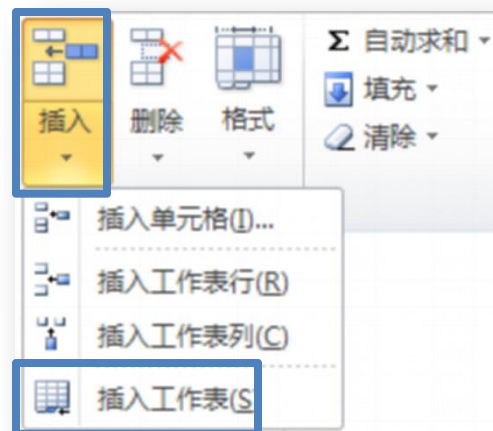 插入 删除 格式
Σ 自动求和
填充
清除
插入单元格(I)...
插入工作表行(R)
插入工作表列(C)
插入工作表(S